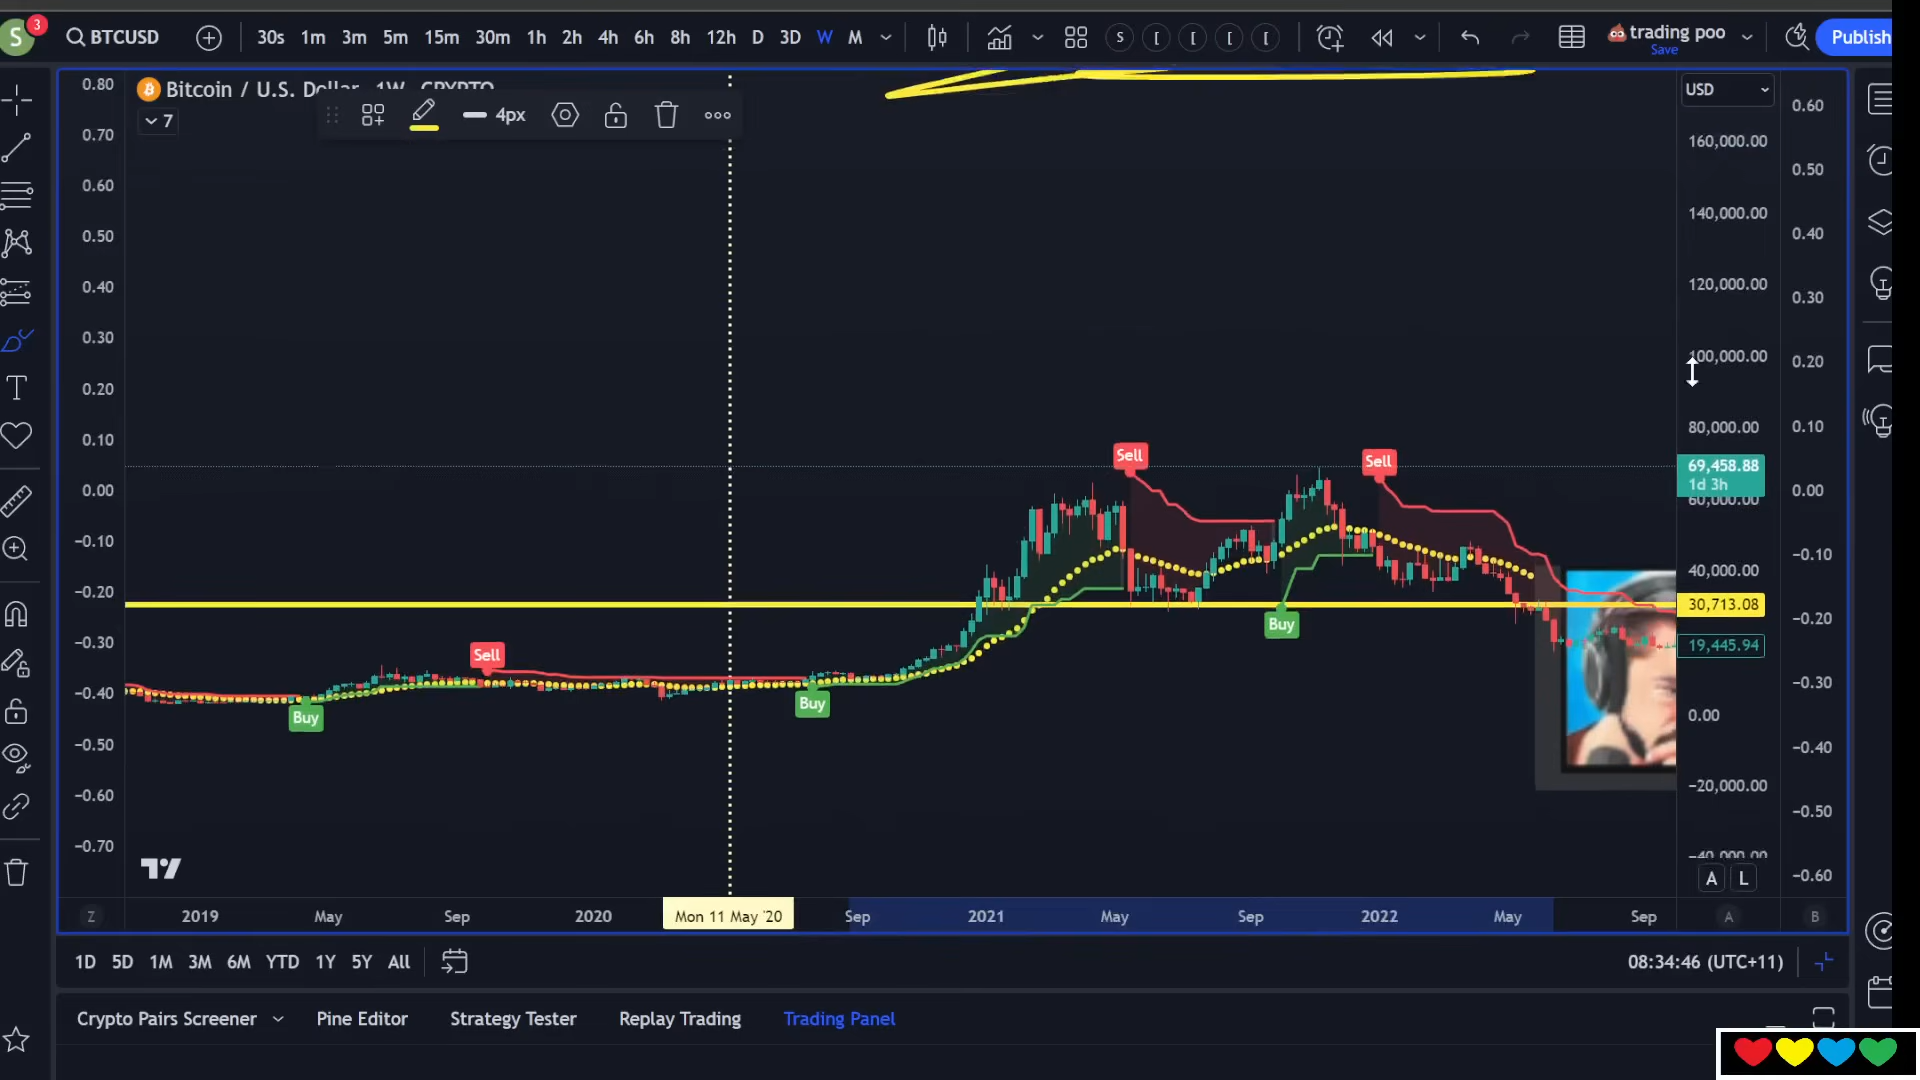 S 3 BTCUSD 30s 1m 3m 5m 15m 30m 1h 2h 4h 6h 8h 12h D 3D W M S [ [ [ [ trading poo Save Publish
Bitcoin / U.S. Dollar 1W CRYPTO
4px
7
USD
0.80
0.70
0.60
0.50
0.40
0.30
0.20
0.10
0.00
−0.10
−0.20
−0.30
−0.40
−0.50
−0.60
−0.70
Sell
Sell
Sell
Buy
Buy
Buy
160,000.00
140,000.00
120,000.00
100,000.00
80,000.00
69,458.88
1d 3h
60,000.00
40,000.00
30,713.08
19,445.94
0.00
−20,000.00
−40,000.00
A L
0.60
0.50
0.40
0.30
0.20
0.10
0.00
−0.10
−0.20
−0.30
−0.40
−0.50
−0.60
Z 2019 May Sep 2020 Mon 11 May '20 Sep 2021 May Sep 2022 May Sep A B
1D 5D 1M 3M 6M YTD 1Y 5Y All 08:34:46 (UTC+11)
Crypto Pairs Screener Pine Editor Strategy Tester Replay Trading Trading Panel